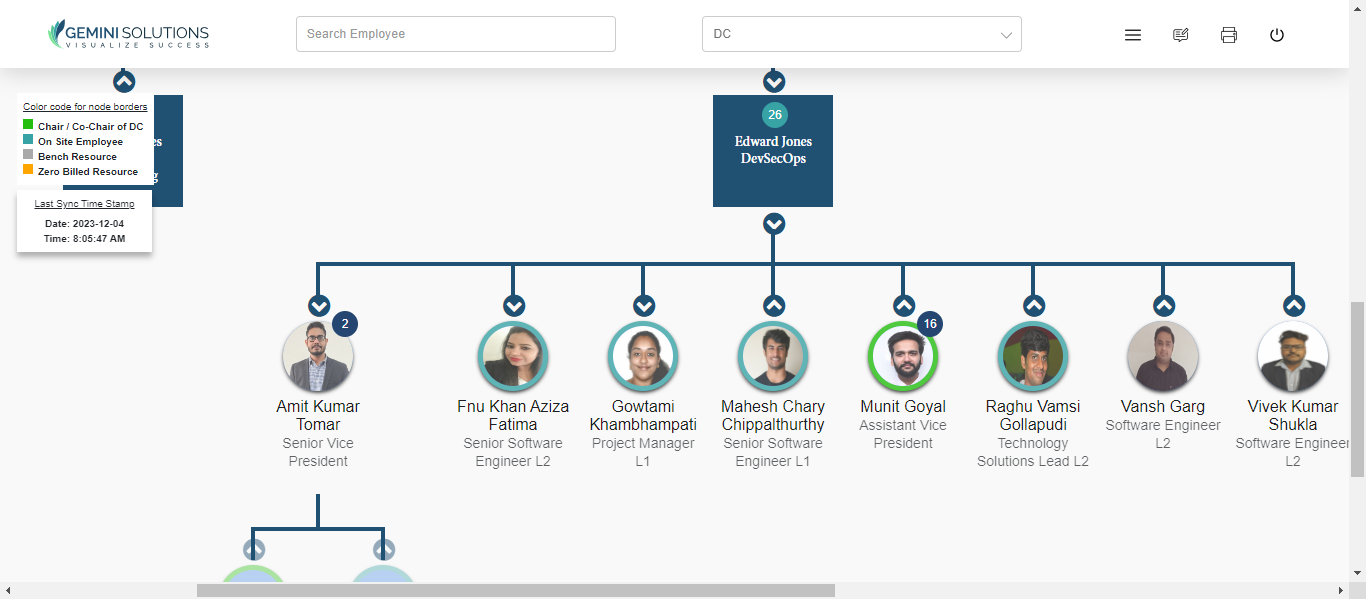 GEMINI SOLUTIONS
VISUALIZE SUCCESS
Search Employee
DC
Color code for node borders
Chair / Co-Chair of DC
On Site Employee
Bench Resource
Zero Billed Resource
es
g
Last Sync Time Stamp
Date: 2023-12-04
Time: 8:05:47 AM
26
Edward Jones
DevSecOps
2
Amit Kumar
Tomar
Senior Vice
President
Fnu Khan Aziza
Fatima
Senior Software
Engineer L2
Gowtami
Khambhampati
Project Manager
L1
Mahesh Chary
Chippalthurthy
Senior Software
Engineer L1
16
Munit Goyal
Assistant Vice
President
Raghu Vamsi
Gollapudi
Technology
Solutions Lead L2
Vansh Garg
Software Engineer
L2
Vivek Kumar
Shukla
Software Engineer
L2